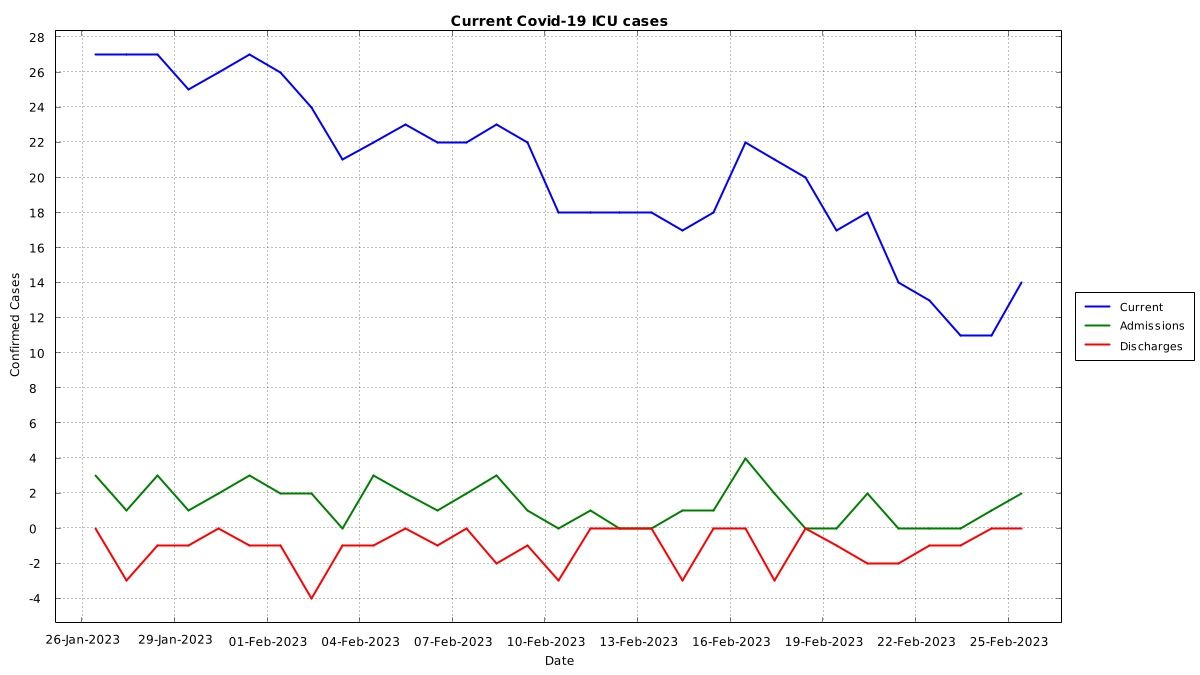 Current Covid-19 ICU cases
28
26
24
22
20
18
16
14
12
10
8
6
4
2
0
-2
-4
Confirmed Cases
26-Jan-2023 29-Jan-2023 01-Feb-2023 04-Feb-2023 07-Feb-2023 10-Feb-2023 13-Feb-2023 16-Feb-2023 19-Feb-2023 22-Feb-2023 25-Feb-2023
Date
Current
Admissions
Discharges